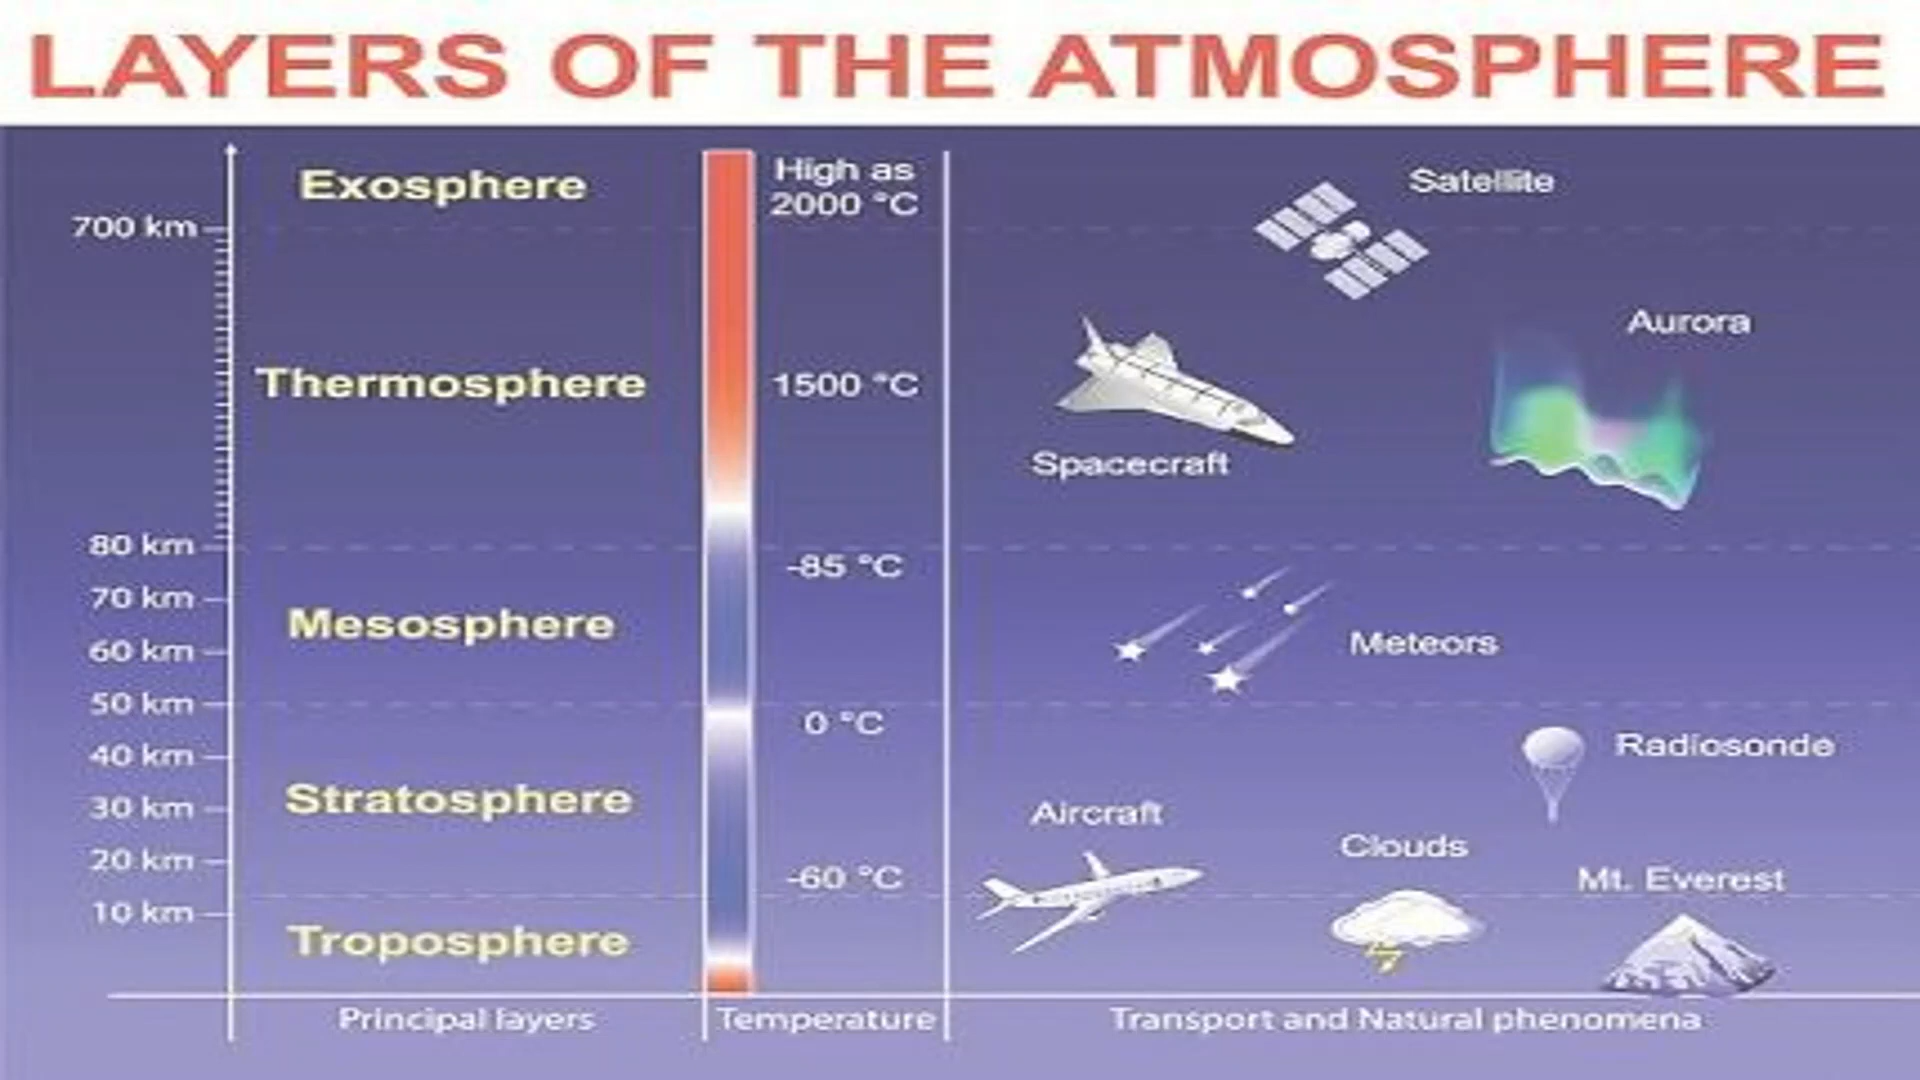 LAYERS OF THE ATMOSPHERE
Exosphere
High as
2000 °C
Satellite
700 km
Aurora
Thermosphere
1500 °C
Spacecraft
80 km
-85 °C
70 km
Mesosphere
Meteors
60 km
50 km
0 °C
Radiosonde
40 km
Stratosphere
30 km
Aircraft
Clouds
20 km
-60 °C
Mt. Everest
10 km
Troposphere
Principal layers
Temperature
Transport and Natural phenomena